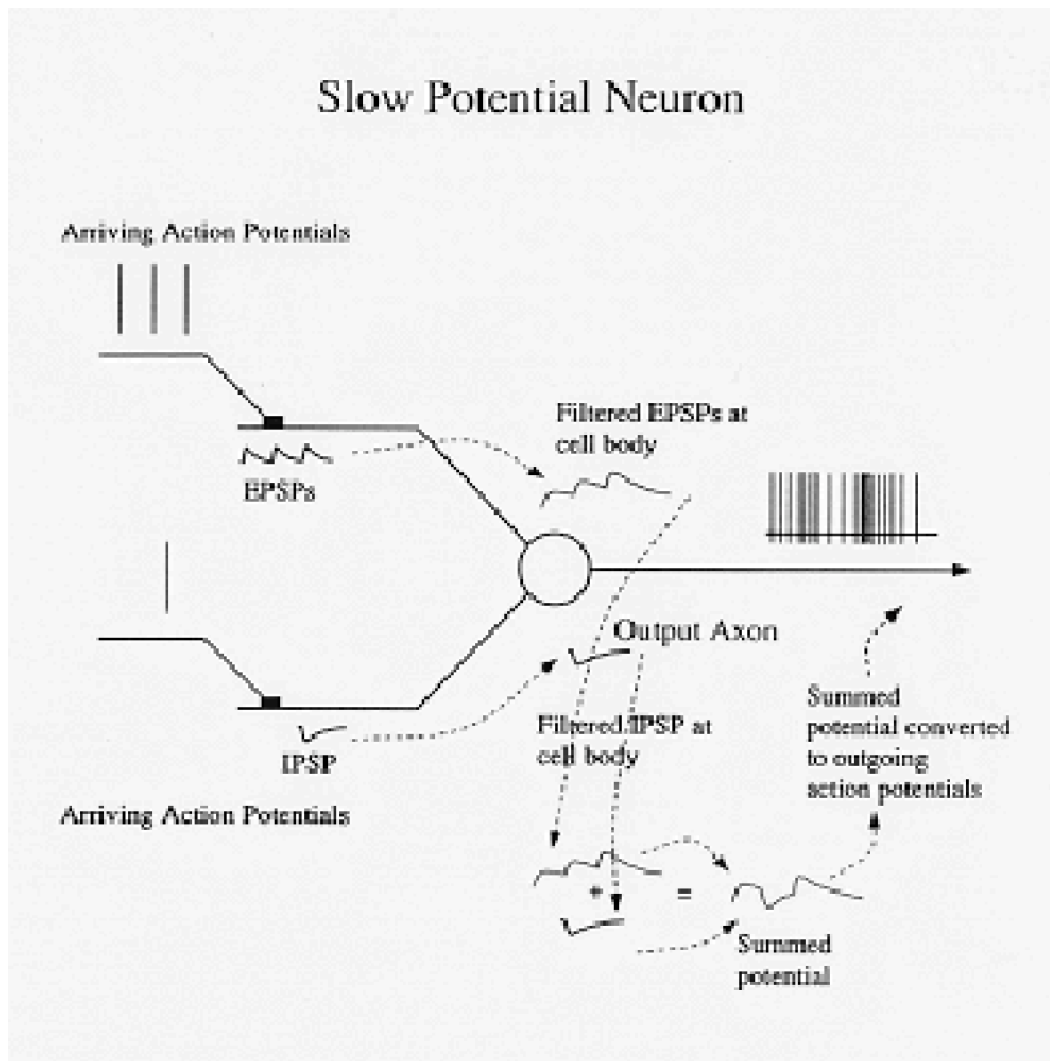 Slow Potential Neuron
Arriving Action Potentials
Filtered EPSPs at
cell body
EPSPs
Output Axon
Filtered IPSP at
cell body
IPSP
Summed
potential converted
to outgoing
action potentials
Arriving Action Potentials
+ =
Summed
potential